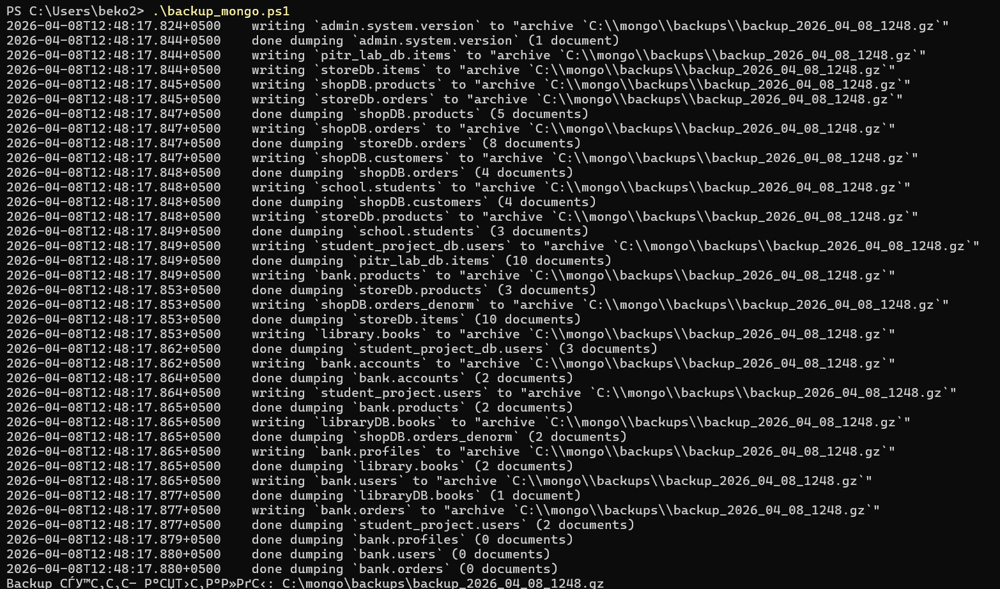 PS C:\Users\beko2> .\backup_mongo.ps1
2026-04-08T12:48:17.824+0500    writing `admin.system.version` to "archive `C:\\mongo\\backups\\backup_2026_04_08_1248.gz`"
2026-04-08T12:48:17.844+0500    done dumping `admin.system.version` (1 document)
2026-04-08T12:48:17.844+0500    writing `pitr_lab_db.items` to "archive `C:\\mongo\\backups\\backup_2026_04_08_1248.gz`"
2026-04-08T12:48:17.844+0500    writing `storeDb.items` to "archive `C:\\mongo\\backups\\backup_2026_04_08_1248.gz`"
2026-04-08T12:48:17.845+0500    writing `shopDB.products` to "archive `C:\\mongo\\backups\\backup_2026_04_08_1248.gz`"
2026-04-08T12:48:17.845+0500    writing `storeDb.orders` to "archive `C:\\mongo\\backups\\backup_2026_04_08_1248.gz`"
2026-04-08T12:48:17.847+0500    done dumping `shopDB.products` (5 documents)
2026-04-08T12:48:17.847+0500    writing `shopDB.orders` to "archive `C:\\mongo\\backups\\backup_2026_04_08_1248.gz`"
2026-04-08T12:48:17.847+0500    done dumping `storeDb.orders` (8 documents)
2026-04-08T12:48:17.847+0500    writing `shopDB.customers` to "archive `C:\\mongo\\backups\\backup_2026_04_08_1248.gz`"
2026-04-08T12:48:17.848+0500    done dumping `shopDB.orders` (4 documents)
2026-04-08T12:48:17.848+0500    writing `school.students` to "archive `C:\\mongo\\backups\\backup_2026_04_08_1248.gz`"
2026-04-08T12:48:17.848+0500    done dumping `shopDB.customers` (4 documents)
2026-04-08T12:48:17.848+0500    writing `storeDb.products` to "archive `C:\\mongo\\backups\\backup_2026_04_08_1248.gz`"
2026-04-08T12:48:17.849+0500    done dumping `school.students` (3 documents)
2026-04-08T12:48:17.849+0500    writing `student_project_db.users` to "archive `C:\\mongo\\backups\\backup_2026_04_08_1248.gz`"
2026-04-08T12:48:17.849+0500    done dumping `pitr_lab_db.items` (10 documents)
2026-04-08T12:48:17.849+0500    writing `bank.products` to "archive `C:\\mongo\\backups\\backup_2026_04_08_1248.gz`"
2026-04-08T12:48:17.853+0500    done dumping `storeDb.products` (3 documents)
2026-04-08T12:48:17.853+0500    writing `shopDB.orders_denorm` to "archive `C:\\mongo\\backups\\backup_2026_04_08_1248.gz`"
2026-04-08T12:48:17.853+0500    done dumping `storeDb.items` (10 documents)
2026-04-08T12:48:17.853+0500    writing `library.books` to "archive `C:\\mongo\\backups\\backup_2026_04_08_1248.gz`"
2026-04-08T12:48:17.862+0500    done dumping `student_project_db.users` (3 documents)
2026-04-08T12:48:17.862+0500    writing `bank.accounts` to "archive `C:\\mongo\\backups\\backup_2026_04_08_1248.gz`"
2026-04-08T12:48:17.864+0500    done dumping `bank.accounts` (2 documents)
2026-04-08T12:48:17.864+0500    writing `student_project.users` to "archive `C:\\mongo\\backups\\backup_2026_04_08_1248.gz`"
2026-04-08T12:48:17.865+0500    done dumping `bank.products` (2 documents)
2026-04-08T12:48:17.865+0500    writing `libraryDB.books` to "archive `C:\\mongo\\backups\\backup_2026_04_08_1248.gz`"
2026-04-08T12:48:17.865+0500    done dumping `shopDB.orders_denorm` (2 documents)
2026-04-08T12:48:17.865+0500    writing `bank.profiles` to "archive `C:\\mongo\\backups\\backup_2026_04_08_1248.gz`"
2026-04-08T12:48:17.865+0500    done dumping `library.books` (2 documents)
2026-04-08T12:48:17.865+0500    writing `bank.users` to "archive `C:\\mongo\\backups\\backup_2026_04_08_1248.gz`"
2026-04-08T12:48:17.877+0500    done dumping `libraryDB.books` (1 document)
2026-04-08T12:48:17.877+0500    writing `bank.orders` to "archive `C:\\mongo\\backups\\backup_2026_04_08_1248.gz`"
2026-04-08T12:48:17.877+0500    done dumping `student_project.users` (2 documents)
2026-04-08T12:48:17.879+0500    done dumping `bank.profiles` (0 documents)
2026-04-08T12:48:17.880+0500    done dumping `bank.users` (0 documents)
2026-04-08T12:48:17.880+0500    done dumping `bank.orders` (0 documents)
Backup C:\mongo\backups\backup_2026_04_08_1248.gz